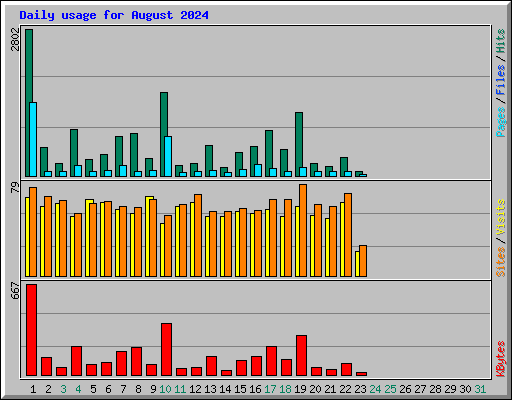 Daily usage for August 2024
2802
Pages / Files / Hits
79
Sites / Visits
667
KBytes
1 2 3 4 5 6 7 8 9 10 11 12 13 14 15 16 17 18 19 20 21 22 23 24 25 26 27 28 29 30 31